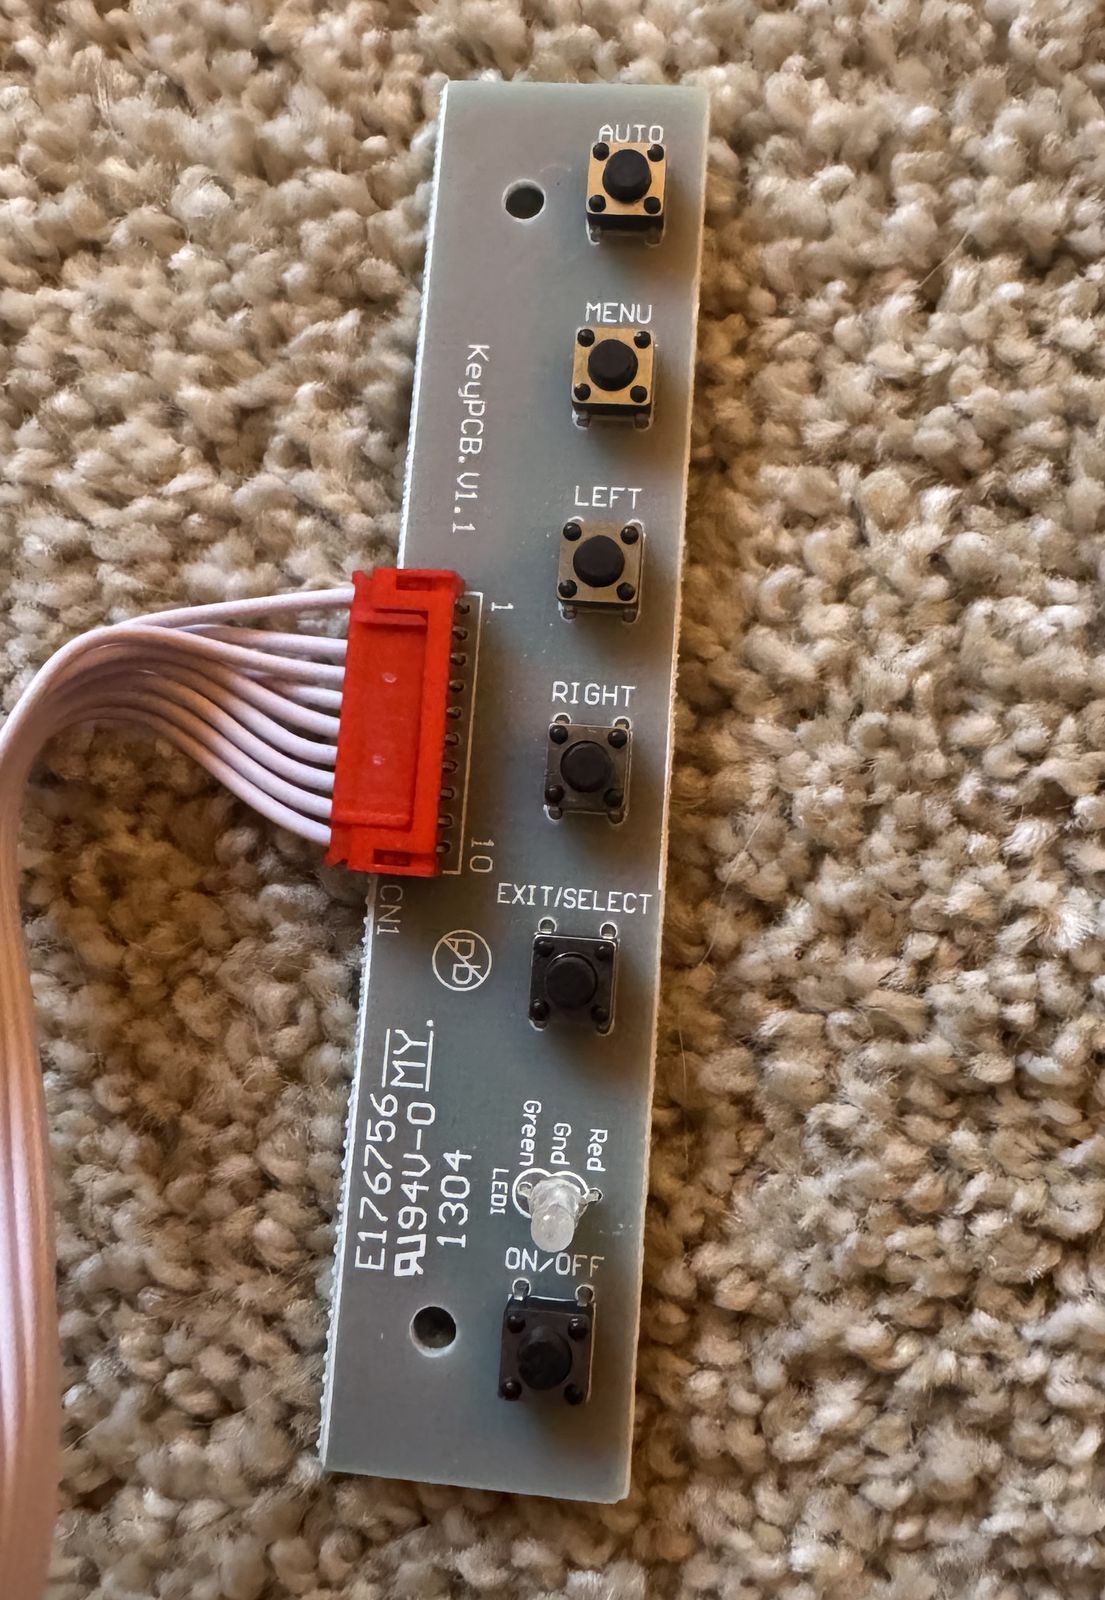 AUTO
MENU
KeyPCB.V1.1
LEFT
1
RIGHT
10
EXIT/SELECT
CN1
Pb
E176756
94V-0 MY.
1304
Green
Gnd
Red
LED1
ON/OFF